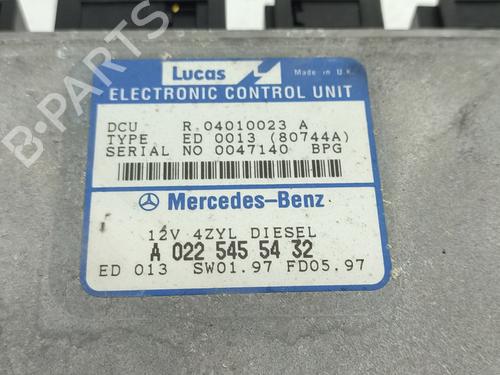 Lucas
Made in U.K.
ELECTRONIC CONTROL UNIT
DCU R.04010023 A
TYPE ED 0013 (80744A)
SERIAL NO 0047140 BPG
Mercedes-Benz
12V 4ZYL DIESEL
A 022 545 54 32
ED 013 SW01.97 FD05.97
B-PARTS